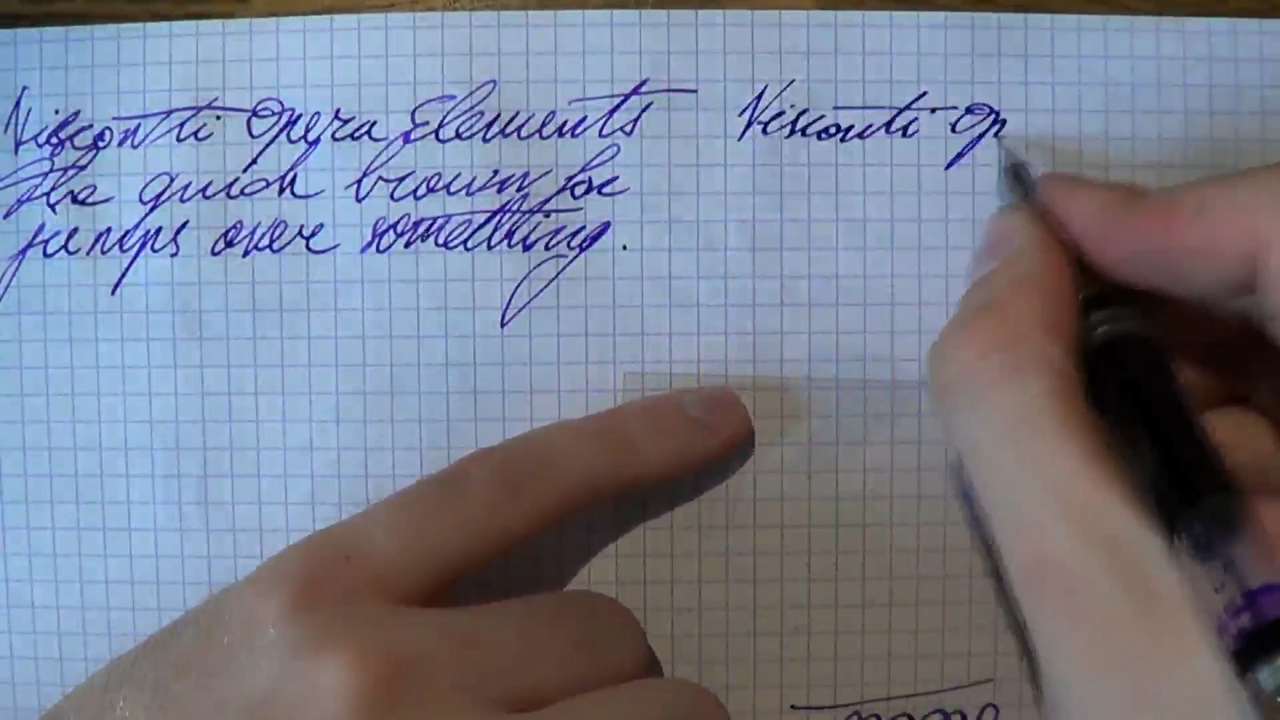 Visconti Opera Elements
The quick brown fox
jumps over something.
Visconti Op